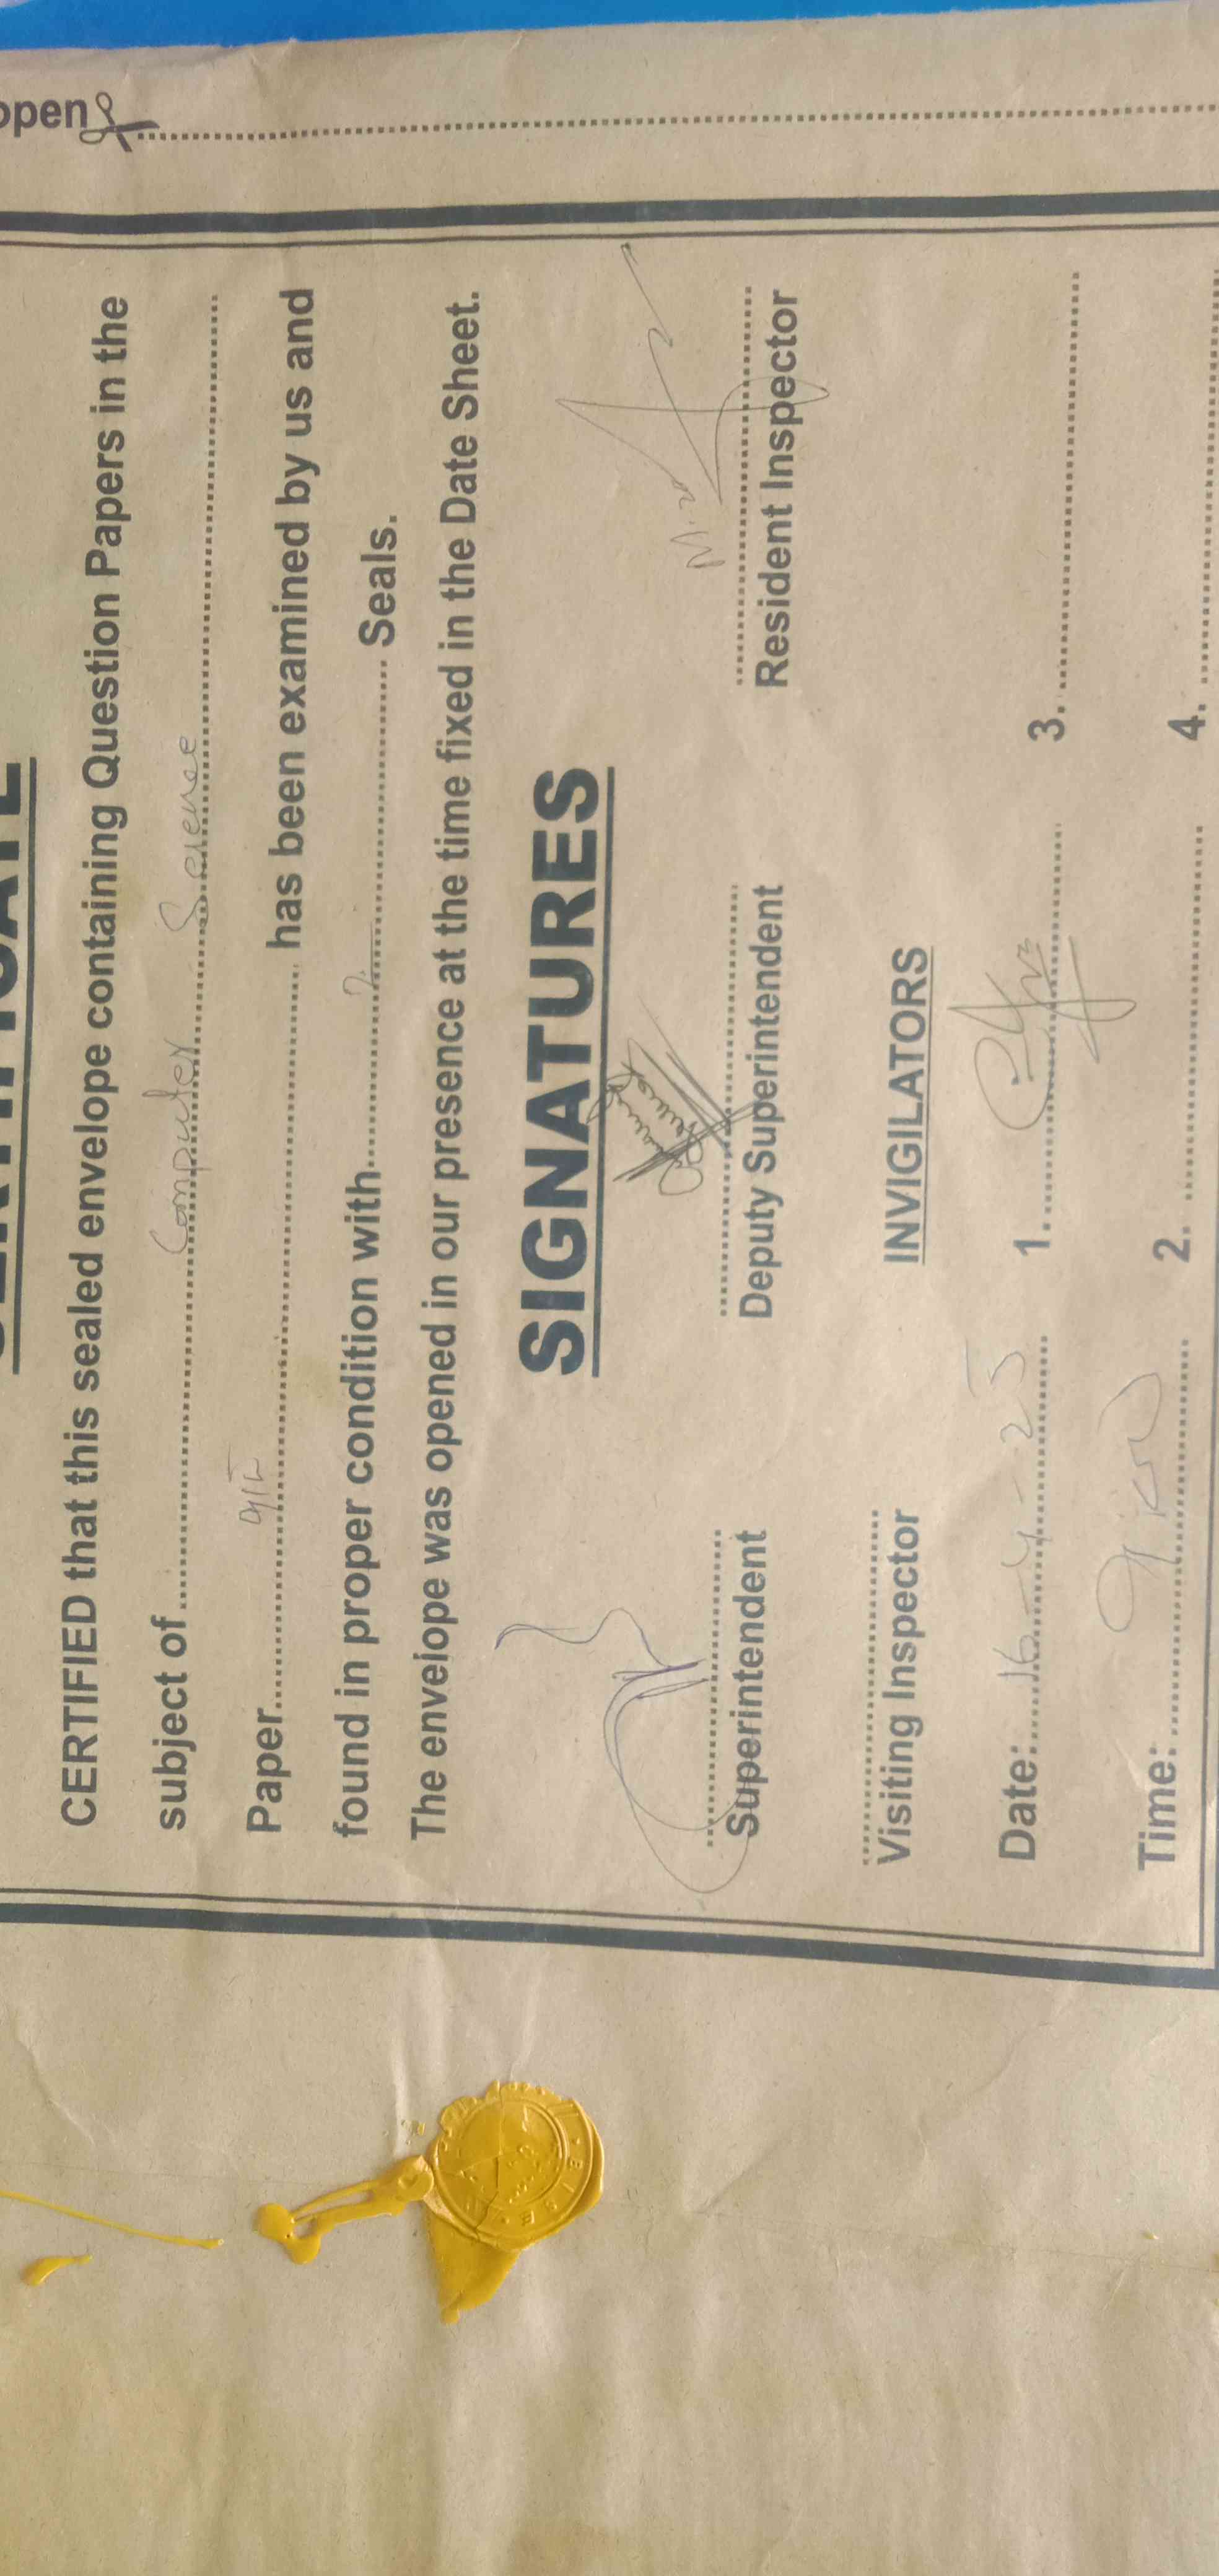 open
CERTIFIED that this sealed envelope containing Question Papers in the
subject of Computer Science
Paper has been examined by us and
found in proper condition with 2 Seals.
The envelope was opened in our presence at the time fixed in the Date Sheet.
SIGNATURES
Superintendent Deputy Superintendent Resident Inspector
Visiting Inspector INVIGILATORS
Date: 16-4-25 1. 3.
Time: 2. 4.